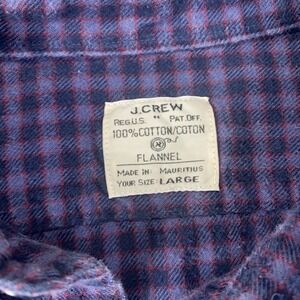 J.CREW
REG.U.S. PAT. OFF.
100% COTTON/COTON
FLANNEL
MADE IN: MAURITIUS
YOUR SIZE: LARGE